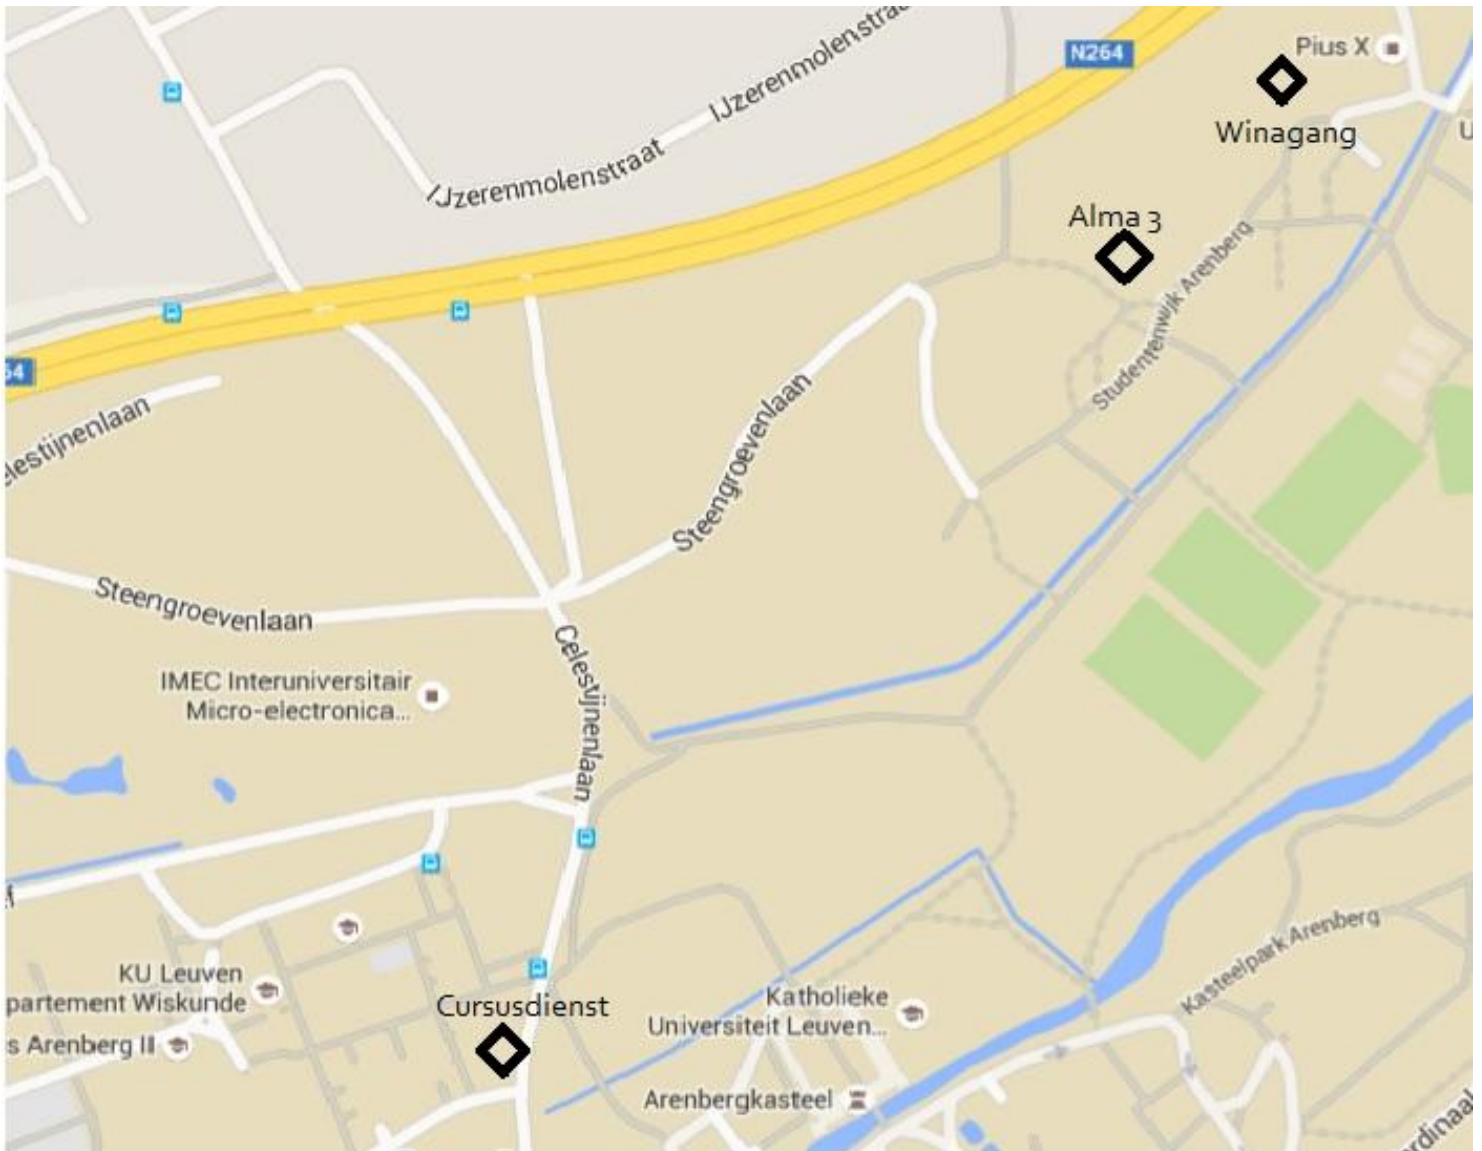 IJzerenmolenstra
N264
Pius X
Winagang
U
IJzerenmolenstraat
Alma 3
Studentenwijk Arenberg
64
elestijnenlaan
Steengroevenlaan
Steengroevenlaan
Celestijnenlaan
IMEC Interuniversitair
Micro-electronica...
Kasteelpark Arenberg
KU Leuven
partement Wiskunde
s Arenberg II
Cursusdienst
Katholieke
Universiteit Leuven...
Arenbergkasteel
rdinaal